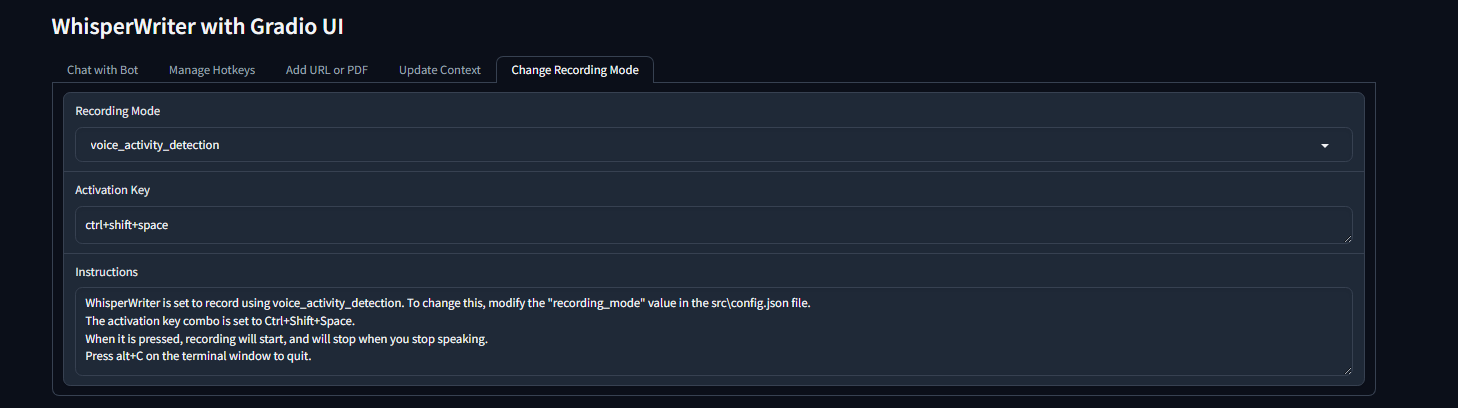 WhisperWriter with Gradio UI
Chat with Bot
Manage Hotkeys
Add URL or PDF
Update Context
Change Recording Mode
Recording Mode
voice_activity_detection
Activation Key
ctrl+shift+space
Instructions
WhisperWriter is set to record using voice_activity_detection. To change this, modify the "recording_mode" value in the src\config.json file.
The activation key combo is set to Ctrl+Shift+Space.
When it is pressed, recording will start, and will stop when you stop speaking.
Press alt+C on the terminal window to quit.